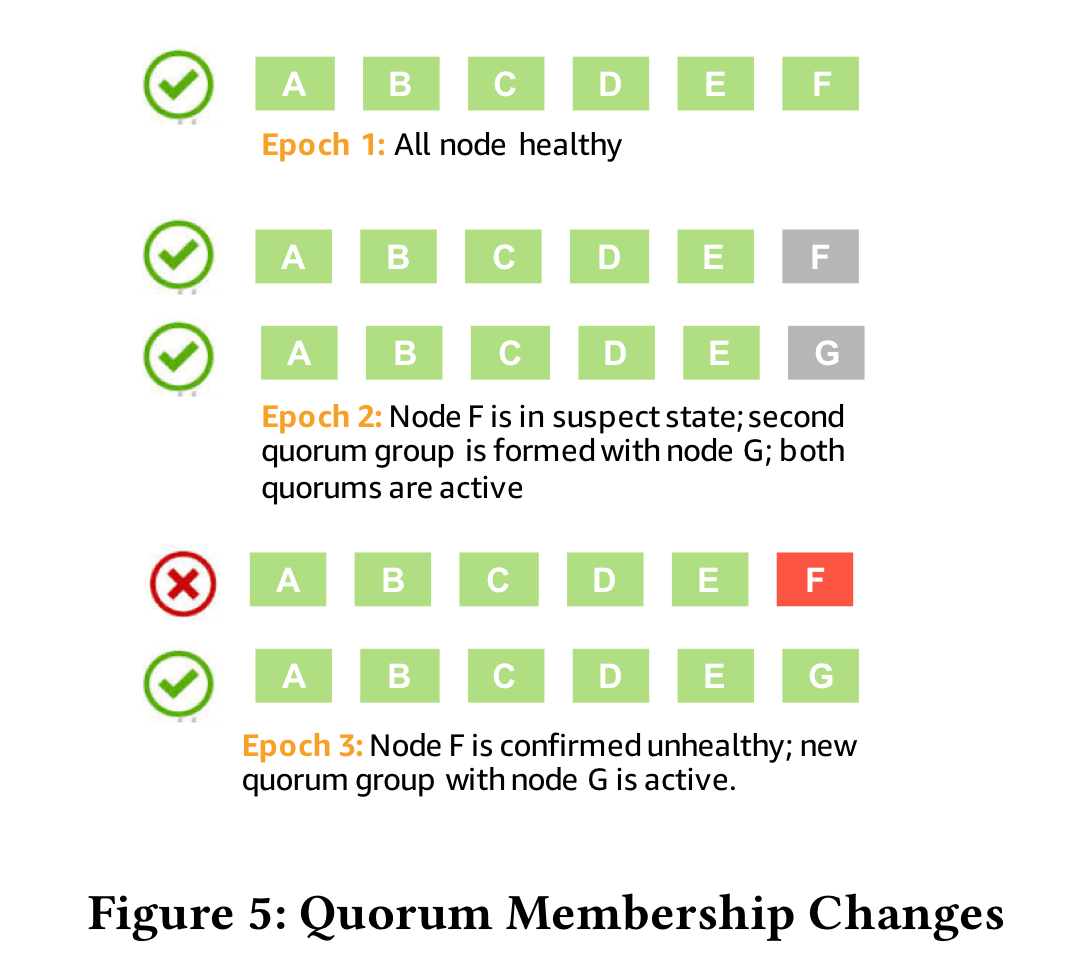 A B C D E F
Epoch 1: All node healthy
A B C D E F
A B C D E G
Epoch 2: Node F is in suspect state; second
quorum group is formed with node G; both
quorums are active
A B C D E F
A B C D E G
Epoch 3: Node F is confirmed unhealthy; new
quorum group with node G is active.
Figure 5: Quorum Membership Changes